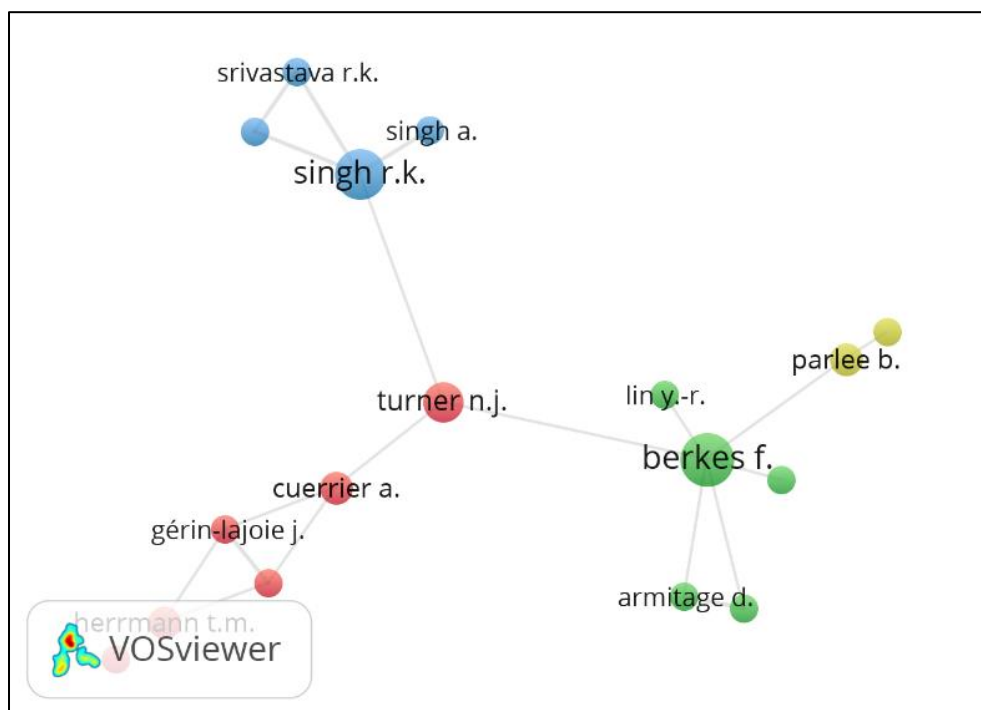 srivastava r.k.
singh a.
singh r.k.
parlee b.
turner n.j.
lin y.-r.
berkes f.
cuerrier a.
gérin-lajoie j.
armitage d.
herrmann t.m.
VOSviewer